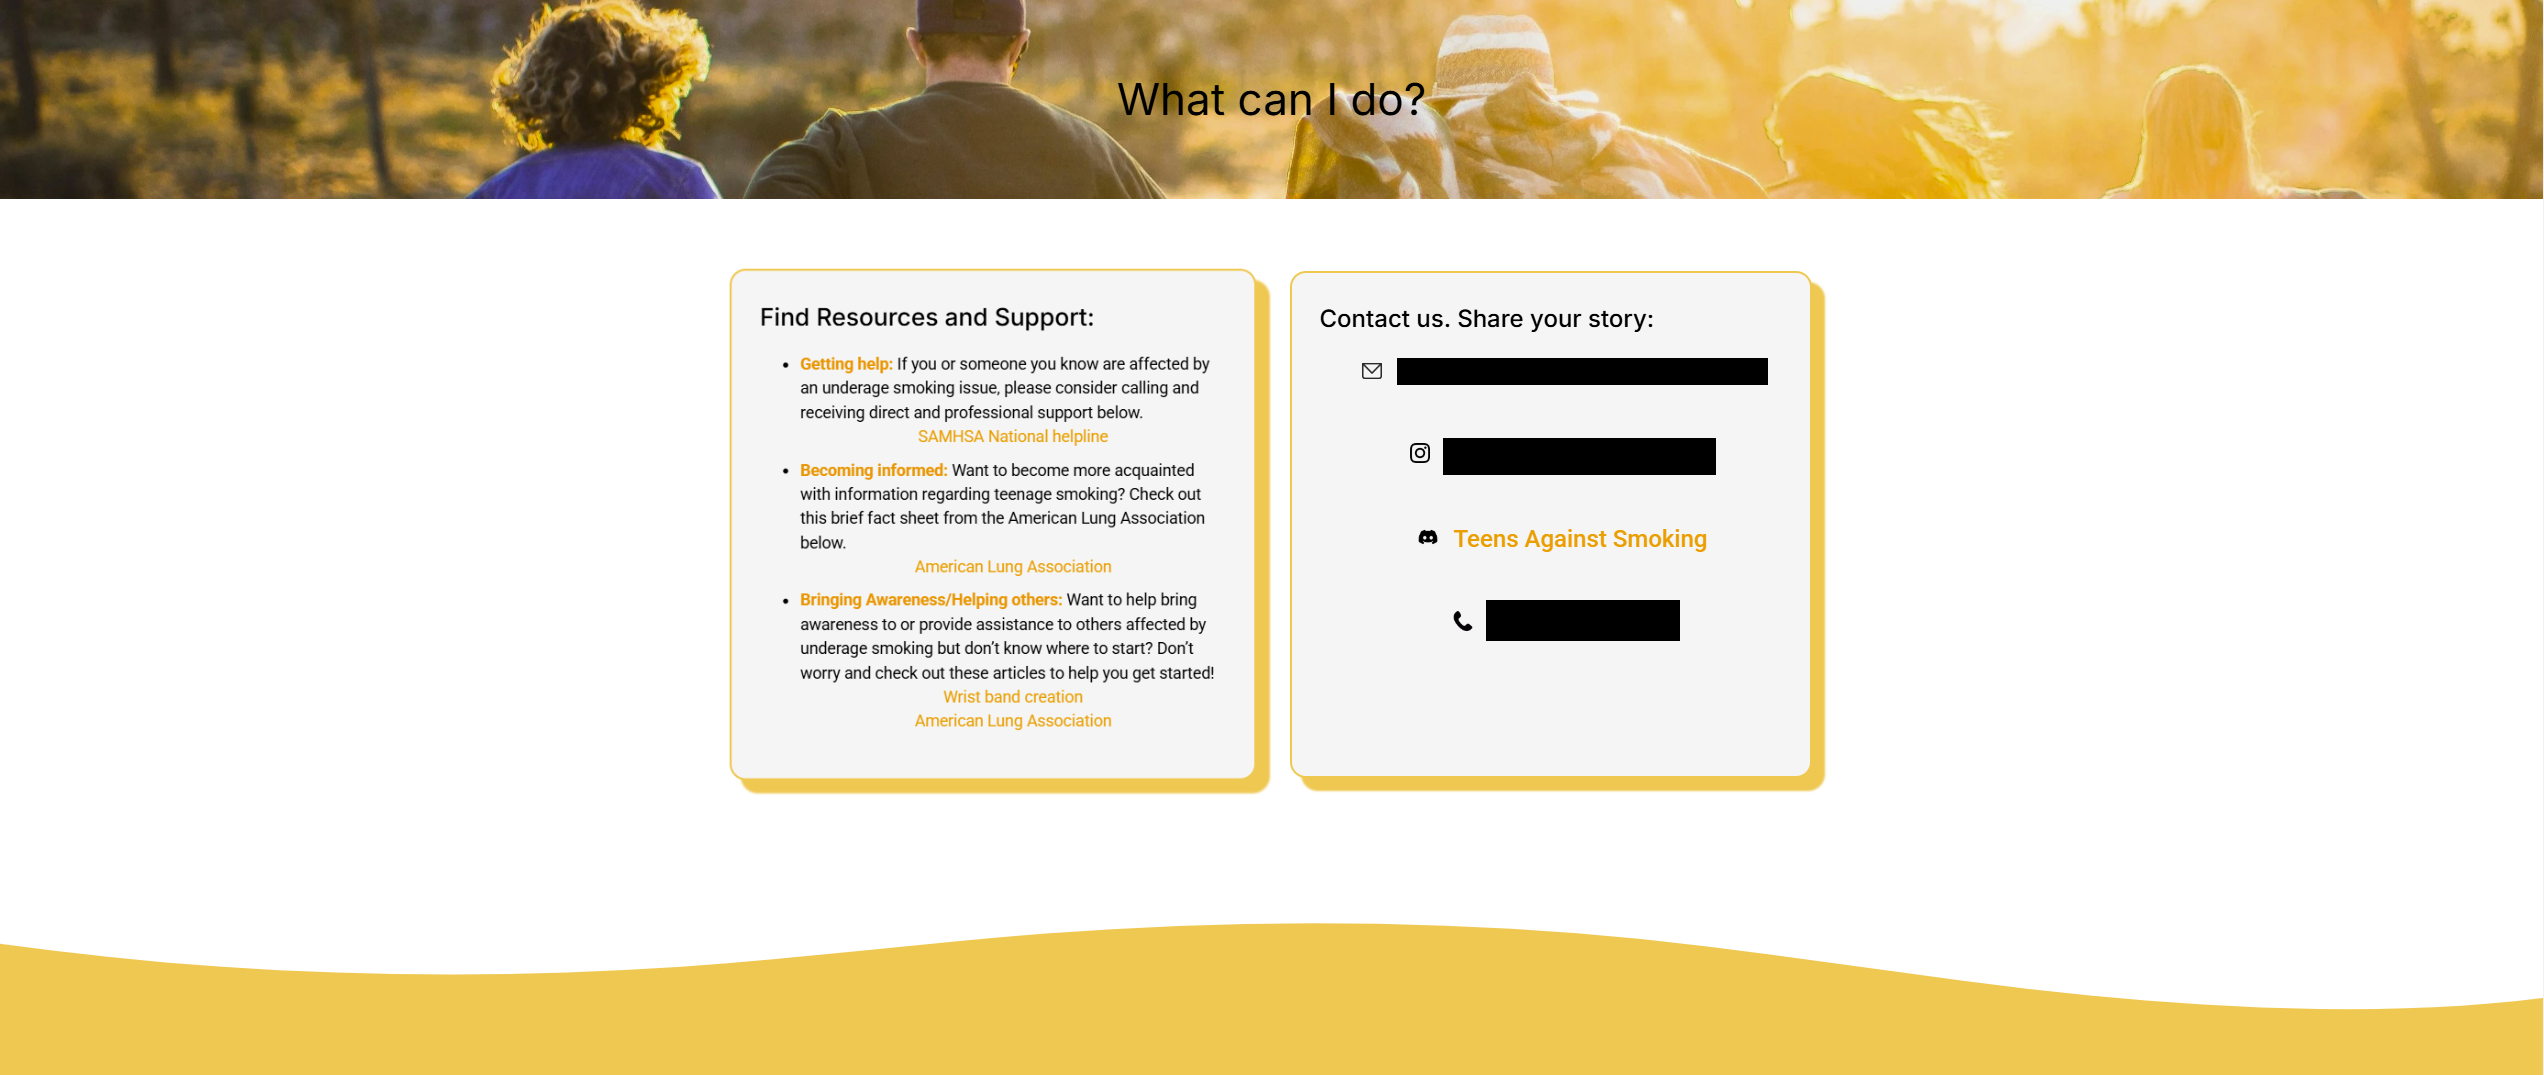 What can I do?
Find Resources and Support:
Getting help: If you or someone you know are affected by
an underage smoking issue, please consider calling and
receiving direct and professional support below.
SAMHSA National helpline
Becoming informed: Want to become more acquainted
with information regarding teenage smoking? Check out
this brief fact sheet from the American Lung Association
below.
American Lung Association
Bringing Awareness/Helping others: Want to help bring
awareness to or provide assistance to others affected by
underage smoking but don’t know where to start? Don’t
worry and check out these articles to help you get started!
Wrist band creation
American Lung Association
Contact us. Share your story:
Teens Against Smoking